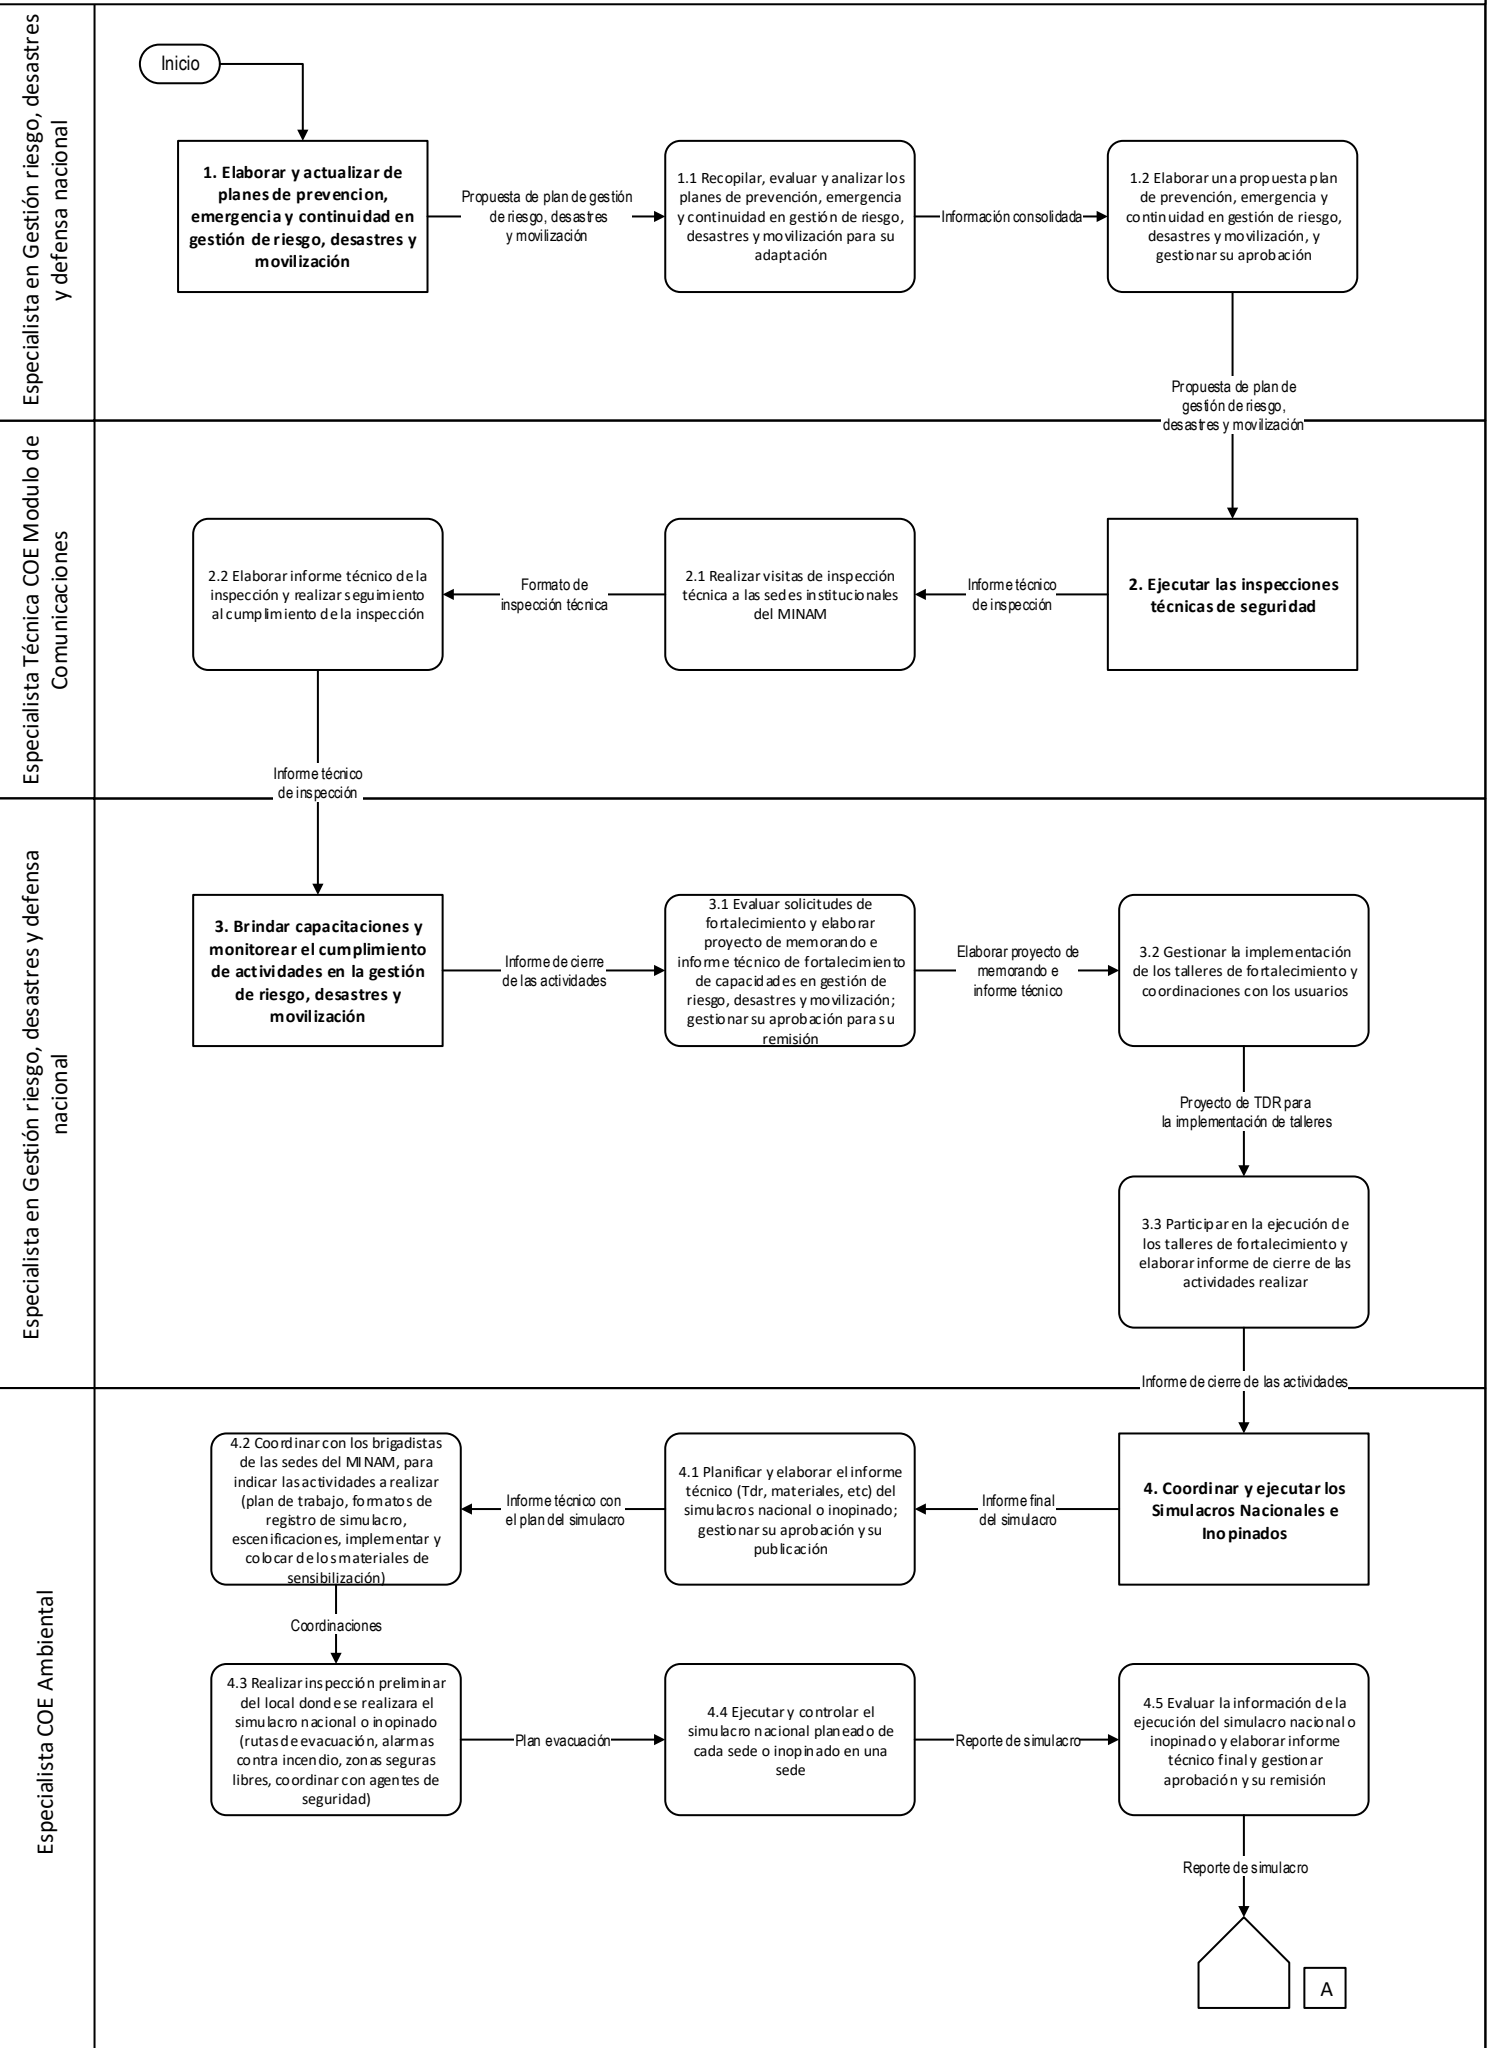 Especialista en Gestión riesgo, desastres
y defensa nacional
Inicio
1. Elaborar y actualizar de
planes de prevencion,
emergencia y continuidad en
gestión de riesgo, desastres y
movilización
Propuesta de plan de gestión
de riesgo, desastres
y movilización
1.1 Recopilar, evaluar y analizar los
planes de prevención, emergencia
y continuidad en gestión de riesgo,
desastres y movilización para su
adaptación
Información consolidada
1.2 Elaborar una propuesta plan
de prevención, emergencia y
continuidad en gestión de riesgo,
desastres y movilización, y
gestionar su aprobación
Propuesta de plan de
gestión de riesgo,
desastres y movilización
Especialista Técnica COE Modulo de
Comunicaciones
2. Ejecutar las inspecciones
técnicas de seguridad
Informe técnico
de inspección
2.1 Realizar visitas de inspección
técnica a las sedes institucionales
del MINAM
Formato de
inspección técnica
2.2 Elaborar informe técnico de la
inspección y realizar seguimiento
al cumplimiento de la inspección
Informe técnico
de inspección
Especialista en Gestión riesgo, desastres y defensa
nacional
3. Brindar capacitaciones y
monitorear el cumplimiento
de actividades en la gestión
de riesgo, desastres y
movilización
Informe de cierre
de las actividades
3.1 Evaluar solicitudes de
fortalecimiento y elaborar
proyecto de memorando e
informe técnico de fortalecimiento
de capacidades en gestión de
riesgo, desastres y movilización;
gestionar su aprobación para su
remisión
Elaborar proyecto de
memorando e
informe técnico
3.2 Gestionar la implementación
de los talleres de fortalecimiento y
coordinaciones con los usuarios
Proyecto de TDR para
la implementación de talleres
3.3 Participar en la ejecución de
los talleres de fortalecimiento y
elaborar informe de cierre de las
actividades realizar
Informe de cierre de las actividades
Especialista COE Ambiental
4. Coordinar y ejecutar los
Simulacros Nacionales e
Inopinados
Informe final
del simulacro
4.1 Planificar y elaborar el informe
técnico (Tdr, materiales, etc) del
simulacros nacional o inopinado;
gestionar su aprobación y su
publicación
Informe técnico con
el plan del simulacro
4.2 Coordinar con los brigadistas
de las sedes del MINAM, para
indicar las actividades a realizar
(plan de trabajo, formatos de
registro de simulacro,
escenificaciones, implementar y
colocar de los materiales de
sensibilización)
Coordinaciones
4.3 Realizar inspección preliminar
del local donde se realizara el
simulacro nacional o inopinado
(rutas de evacuación, alarmas
contra incendio, zonas seguras
libres, coordinar con agentes de
seguridad)
Plan evacuación
4.4 Ejecutar y controlar el
simulacro nacional planeado de
cada sede o inopinado en una
sede
Reporte de simulacro
4.5 Evaluar la información de la
ejecución del simulacro nacional o
inopinado y elaborar informe
técnico final y gestionar
aprobación y su remisión
Reporte de simulacro
A